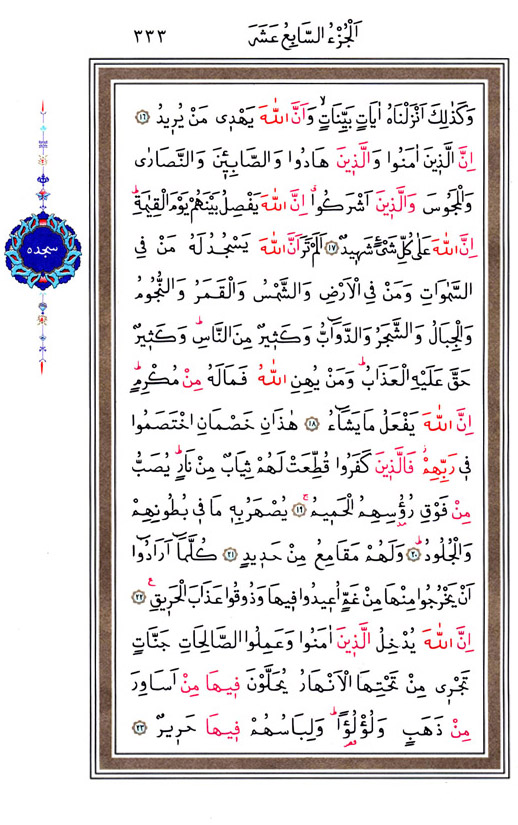 اَلْجُزْءُ السَّابِعُ عَشَرَ
٣٣٣
وَكَذٰلِكَ اَنْزَلْنَاهُ اٰيَاتٍ بَيِّنَاتٍۙ وَاَنَّ اللّٰهَ يَهْد۪ى مَنْ يُر۪يدُ ﴿١٦﴾
اِنَّ الَّذ۪ينَ اٰمَنُوا وَالَّذ۪ينَ هَادُوا وَالصَّابِـ۪ٔينَ وَالنَّصَارٰى
وَالْمَجُوسَ وَالَّذ۪ينَ اَشْرَكُواۗ اِنَّ اللّٰهَ يَفْصِلُ بَيْنَهُمْ يَوْمَ الْقِيٰمَةِۜ
اِنَّ اللّٰهَ عَلٰى كُلِّ شَىْءٍ شَه۪يدٌ ﴿١٧﴾ اَلَمْ تَرَ اَنَّ اللّٰهَ يَسْجُدُ لَهُ مَنْ فِى
السَّمٰوَاتِ وَمَنْ فِى الْاَرْضِ وَالشَّمْسُ وَالْقَمَرُ وَالنُّجُومُ
وَالْجِبَالُ وَالشَّجَرُ وَالدَّوَٓابُّ وَكَث۪يرٌ مِنَ النَّاسِۜ وَكَث۪يرٌ
حَقَّ عَلَيْهِ الْعَذَابُۜ وَمَنْ يُهِنِ اللّٰهُ فَمَالَهُ مِنْ مُكْرِمٍۜ
اِنَّ اللّٰهَ يَفْعَلُ مَا يَشَٓاءُ ﴿١٨﴾ هٰذَانِ خَصْمَانِ اخْتَصَمُوا
ف۪ى رَبِّهِمْۘ فَالَّذ۪ينَ كَفَرُوا قُطِّعَتْ لَهُمْ ثِيَابٌ مِنْ نَارٍۜ يُصَبُّ
مِنْ فَوْقِ رُؤُسِهِمُ الْحَم۪يمُۚ ﴿١٩﴾ يُصْهَرُ بِه۪ مَا ف۪ى بُطُونِهِمْ
وَالْجُلُودُۜ ﴿٢٠﴾ وَلَهُمْ مَقَامِعُ مِنْ حَد۪يدٍ ﴿٢١﴾ كُلَّمَٓا اَرَادُٓوا
اَنْ يَخْرُجُوا مِنْهَا مِنْ غَمٍّ اُع۪يدُوا ف۪يهَا وَذُوقُوا عَذَابَ الْحَر۪يقِ۟ ﴿٢٢﴾
اِنَّ اللّٰهَ يُدْخِلُ الَّذ۪ينَ اٰمَنُوا وَعَمِلُوا الصَّالِحَاتِ جَنَّاتٍ
تَجْر۪ى مِنْ تَحْتِهَا الْاَنْهَارُ يُحَلَّوْنَ ف۪يهَا مِنْ اَسَاوِرَ
مِنْ ذَهَبٍ وَلُؤْلُؤًاۜ وَلِبَاسُهُمْ ف۪يهَا حَر۪يرٌ ﴿٢٣﴾
سجده